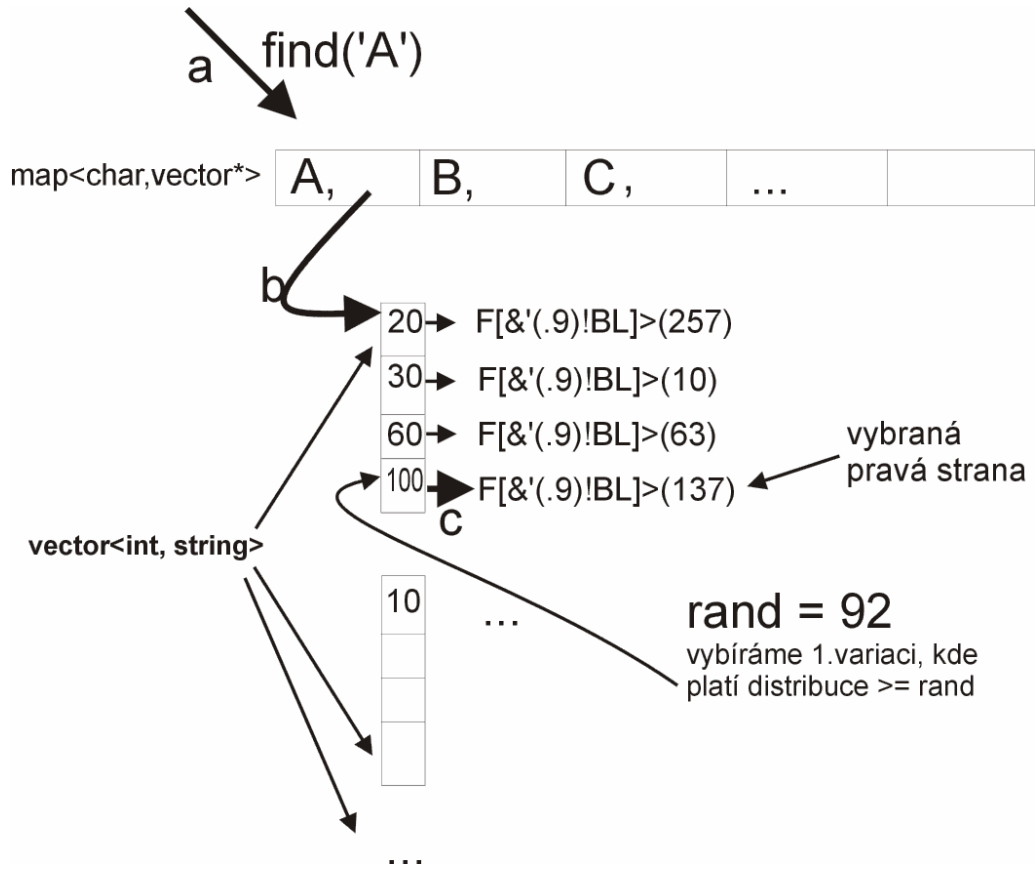 find('A')
a
map<char,vector*>
A,
B,
C,
...
b
20
F[&'(.9)!BL]>(257)
30
F[&'(.9)!BL]>(10)
60
F[&'(.9)!BL]>(63)
100
F[&'(.9)!BL]>(137)
vybraná
pravá strana
c
vector<int, string>
10
...
rand = 92
vybíráme 1.variaci, kde
platí distribuce >= rand
...